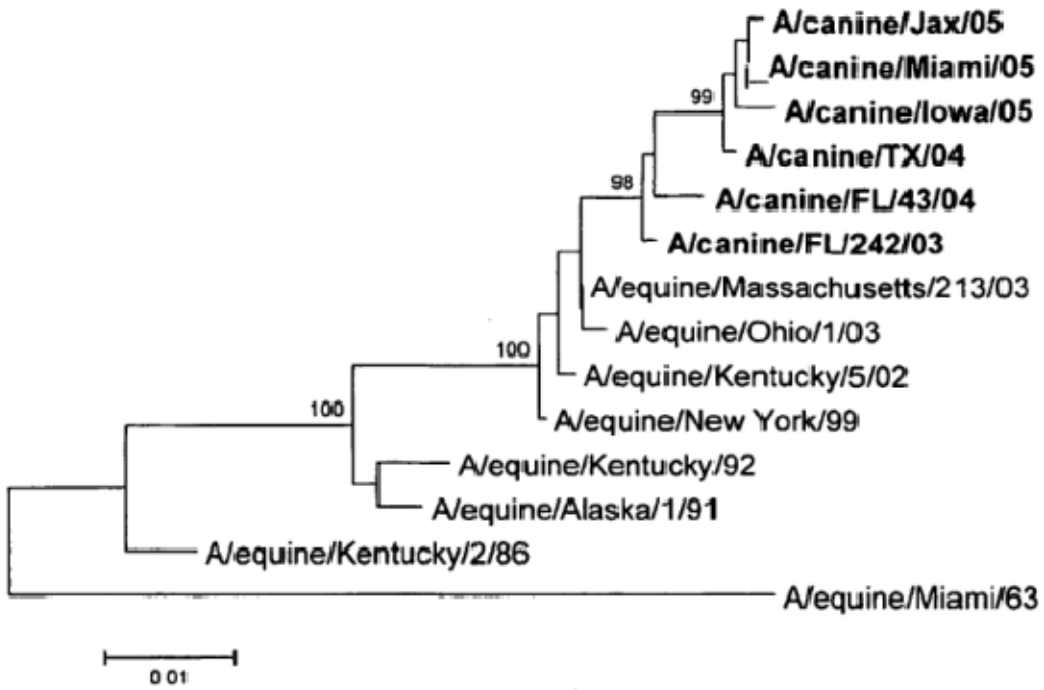 A/canine/Jax/05
A/canine/Miami/05
99
A/canine/Iowa/05
A/canine/TX/04
98
A/canine/FL/43/04
A/canine/FL/242/03
A/equine/Massachusetts/213/03
A/equine/Ohio/1/03
100
A/equine/Kentucky/5/02
100
A/equine/New York/99
A/equine/Kentucky/92
A/equine/Alaska/1/91
A/equine/Kentucky/2/86
A/equine/Miami/63
0.01